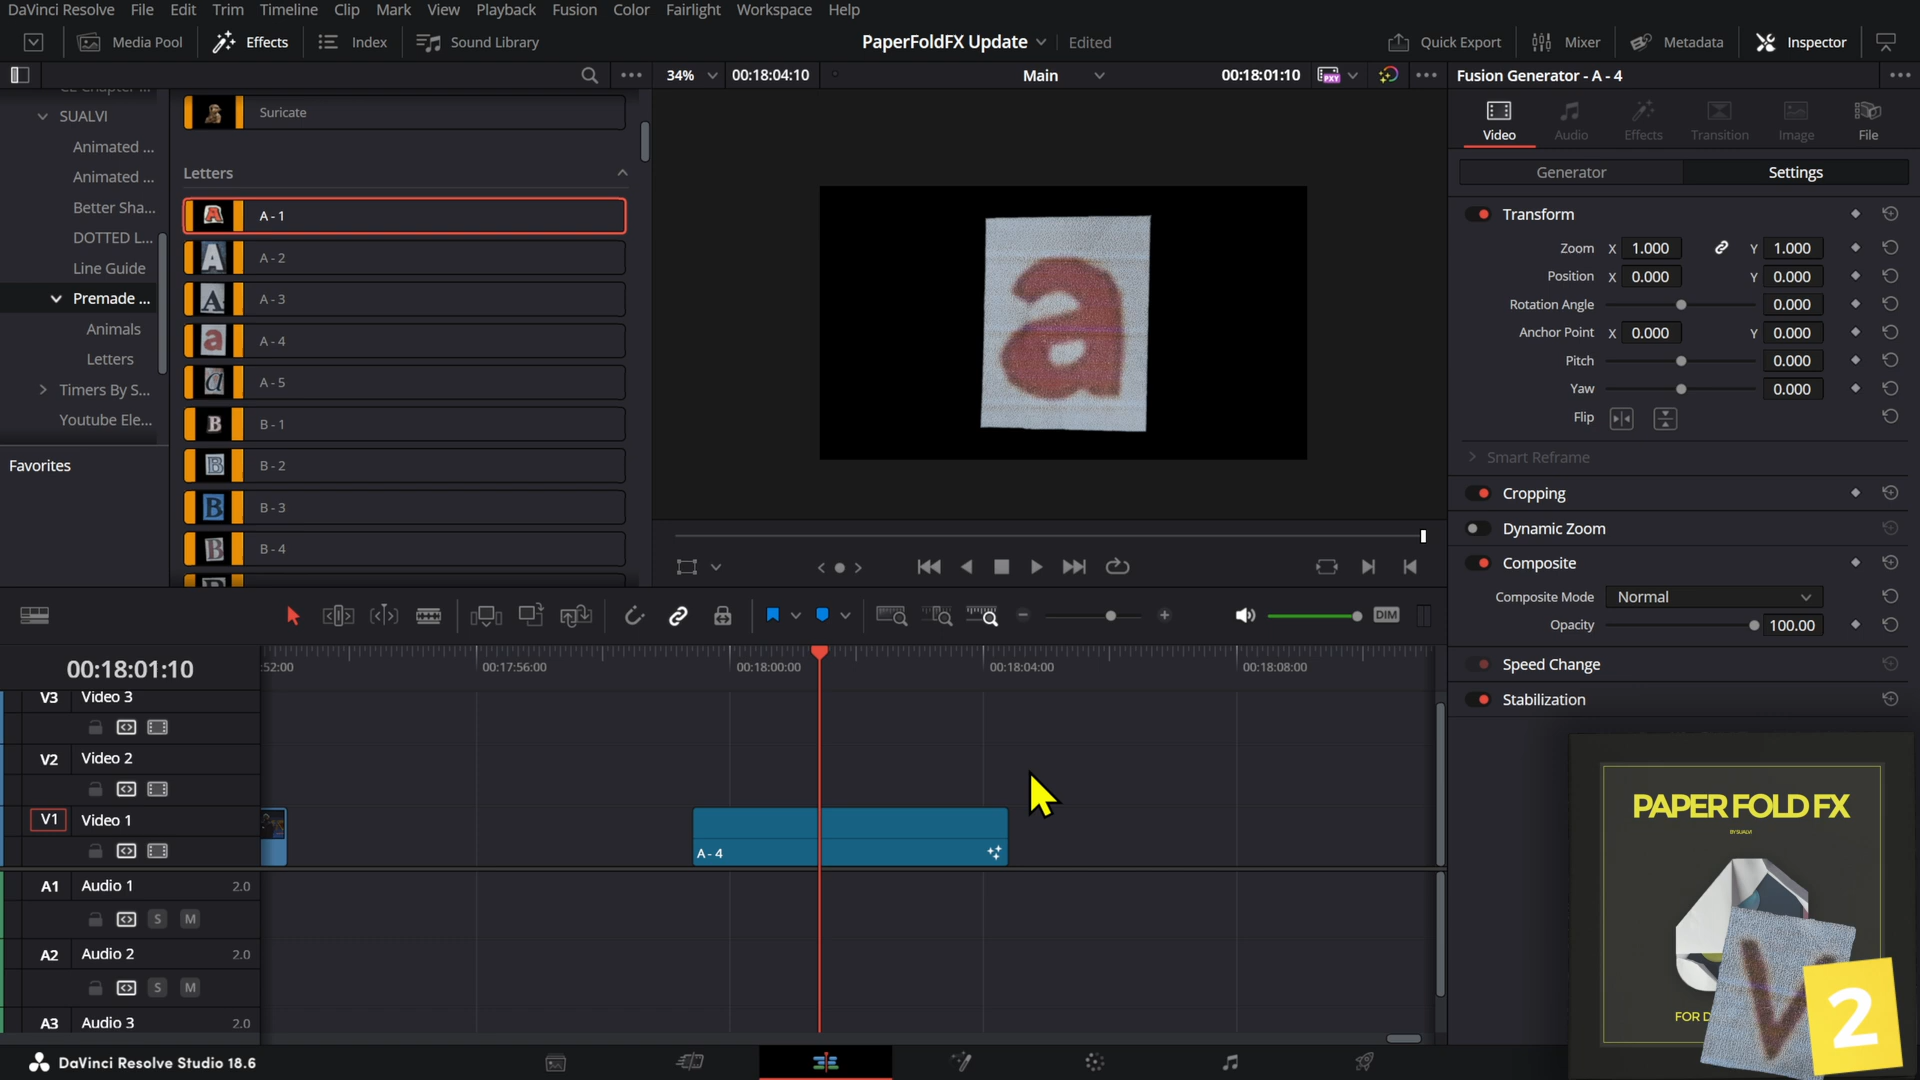 DaVinci Resolve File Edit Trim Timeline Clip Mark View Playback Fusion Color Fairlight Workspace Help
Media Pool Effects Index Sound Library PaperFoldFX Update Edited Quick Export Mixer Metadata Inspector
34% 00:18:04:10 Main 00:18:01:10 PXY Fusion Generator - A - 4
SUALVI
Animated ...
Animated ...
Better Sha...
DOTTED L...
Line Guide
Premade ...
Animals
Letters
Timers By S...
Youtube Ele...
Favorites
Suricate
Letters
A - 1
A - 2
A - 3
A - 4
A - 5
B - 1
B - 2
B - 3
B - 4
a
Video Audio Effects Transition Image File
Generator Settings
Transform
Zoom X 1.000 Y 1.000
Position X 0.000 Y 0.000
Rotation Angle 0.000
Anchor Point X 0.000 Y 0.000
Pitch 0.000
Yaw 0.000
Flip
Smart Reframe
Cropping
Dynamic Zoom
Composite
Composite Mode Normal
Opacity 100.00
Speed Change
Stabilization
DIM
00:18:01:10 :52:00 00:17:56:00 00:18:00:00 00:18:04:00 00:18:08:00
V3 Video 3
V2 Video 2
V1 Video 1
A - 4
A1 Audio 1 2.0
S M
A2 Audio 2 2.0
S M
A3 Audio 3 2.0
DaVinci Resolve Studio 18.6
PAPER FOLD FX
BY SUALVI
FOR D
V
2